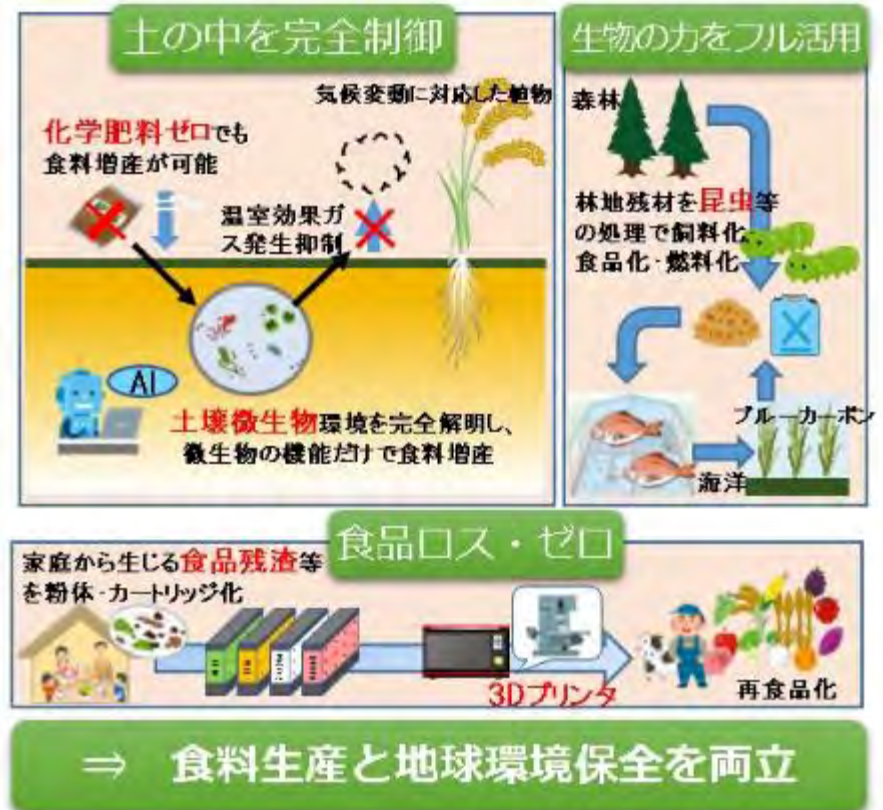 土の中を完全制御
気候変動に対応した植物
化学肥料ゼロでも
食料増産が可能
温室効果ガ
ス発生抑制
AI
土壌微生物環境を完全解明し、
微生物の機能だけで食料増産
生物の力をフル活用
森林
林地残材を昆虫等
の処理で飼料化
食品化・燃料化
ブルーカーボン
海洋
食品ロス・ゼロ
家庭から生じる食品残渣等
を粉体・カートリッジ化
3Dプリンタ
再食品化
⇒ 食料生産と地球環境保全を両立